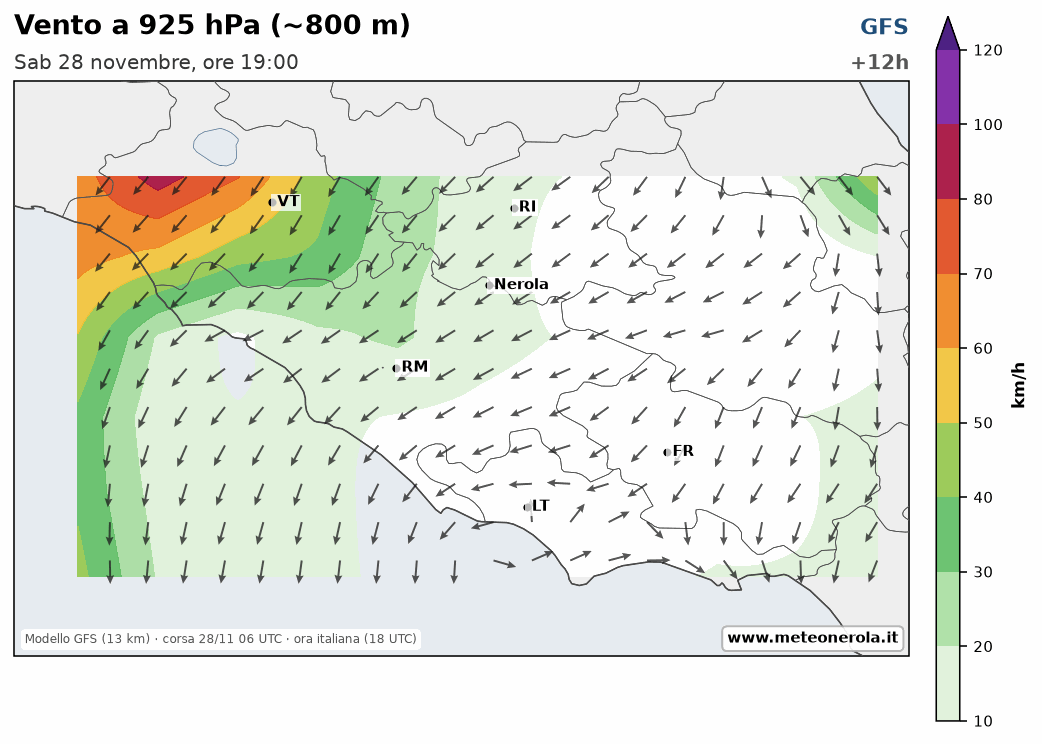 Vento a 925 hPa (~800 m)
GFS
Sab 28 novembre, ore 19:00
+12h
120
100
80
70
60
50
40
30
20
10
km/h
VT
RI
Nerola
RM
FR
LT
Modello GFS (13 km) · corsa 28/11 06 UTC · ora italiana (18 UTC)
www.meteonerola.it